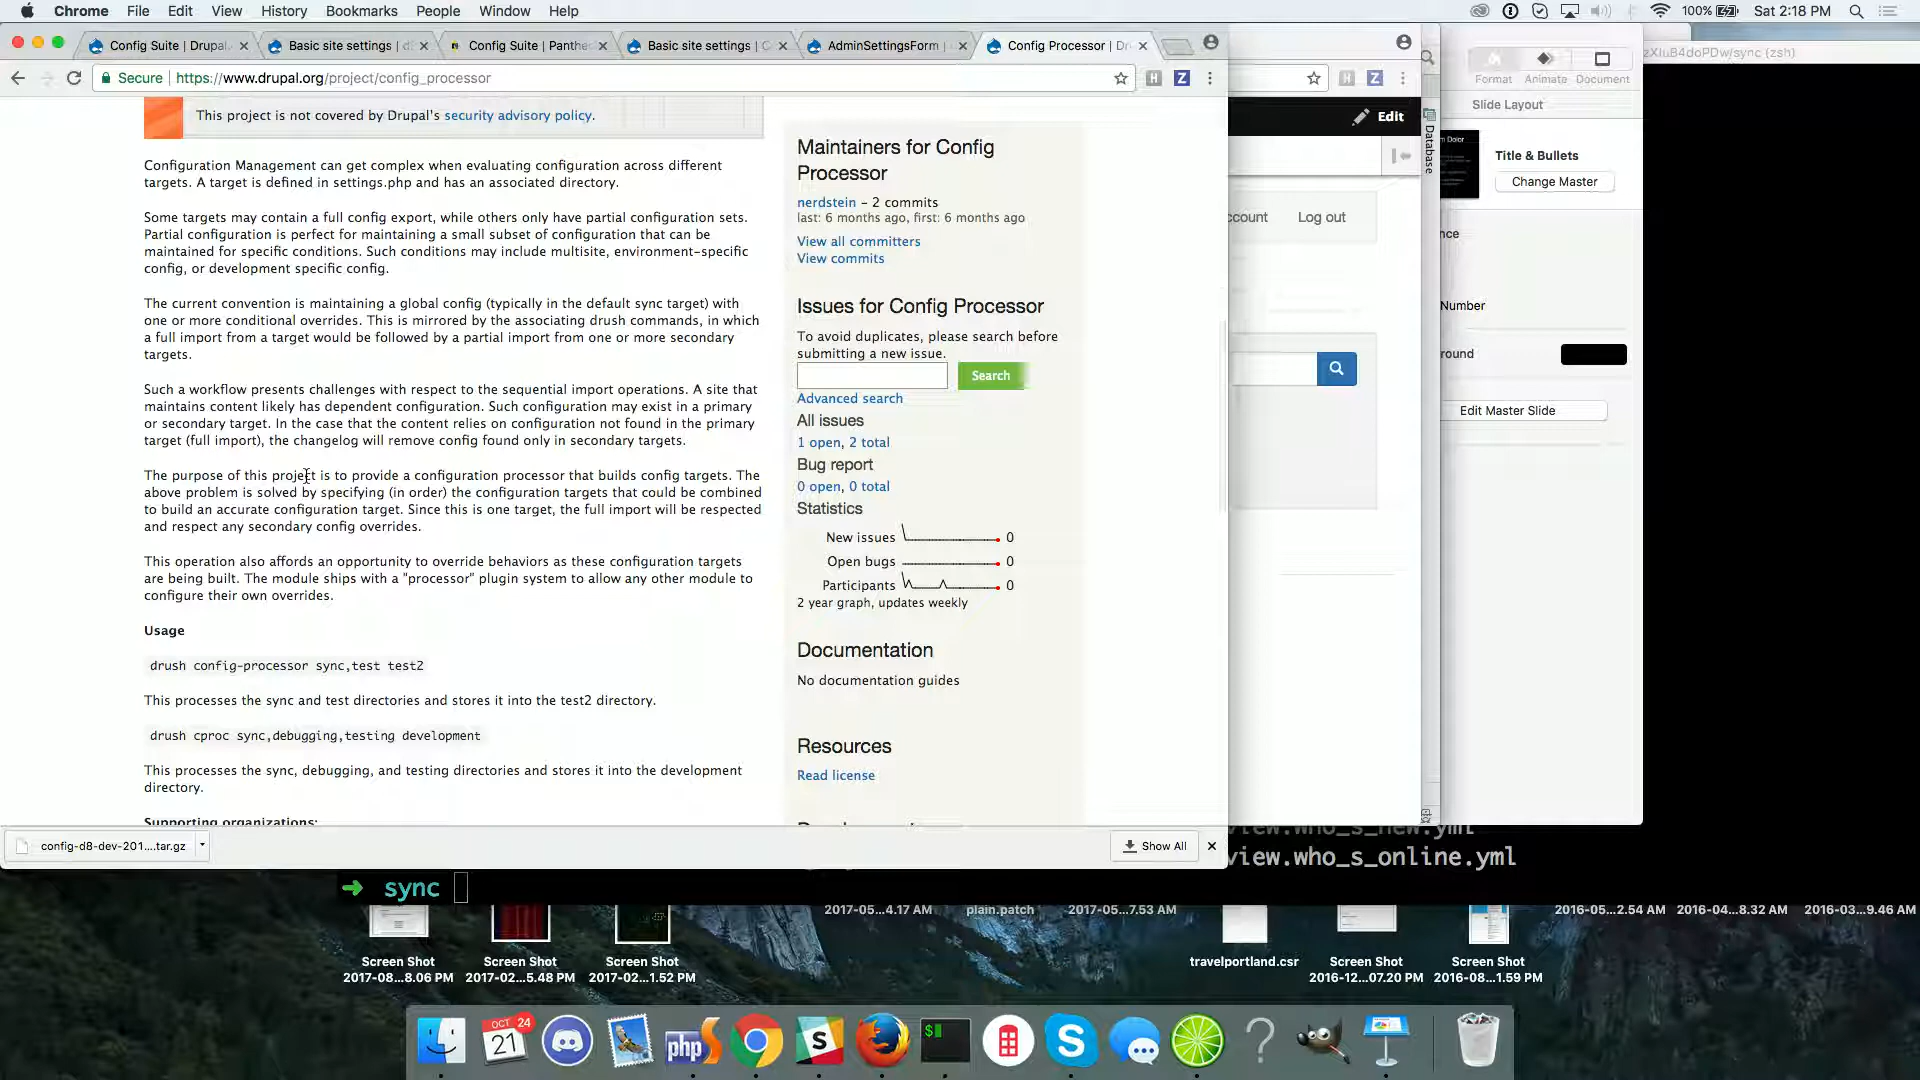 Chrome File Edit View History Bookmarks People Window Help
100% Sat 2:18 PM
Config Suite | Drupal.
Basic site settings | d
Config Suite | Panthe
Basic site settings | C
AdminSettingsForm |
Config Processor | Dr
zXIuB4doPDw/sync (zsh)
Secure https://www.drupal.org/project/config_processor
This project is not covered by Drupal's security advisory policy.
Configuration Management can get complex when evaluating configuration across different
targets. A target is defined in settings.php and has an associated directory.
Some targets may contain a full config export, while others only have partial configuration sets.
Partial configuration is perfect for maintaining a small subset of configuration that can be
maintained for specific conditions. Such conditions may include multisite, environment-specific
config, or development specific config.
The current convention is maintaining a global config (typically in the default sync target) with
one or more conditional overrides. This is mirrored by the associating drush commands, in which
a full import from a target would be followed by a partial import from one or more secondary
targets.
Such a workflow presents challenges with respect to the sequential import operations. A site that
maintains content likely has dependent configuration. Such configuration may exist in a primary
or secondary target. In the case that the content relies on configuration not found in the primary
target (full import), the changelog will remove config found only in secondary targets.
The purpose of this project is to provide a configuration processor that builds config targets. The
above problem is solved by specifying (in order) the configuration targets that could be combined
to build an accurate configuration target. Since this is one target, the full import will be respected
and respect any secondary config overrides.
This operation also affords an opportunity to override behaviors as these configuration targets
are being built. The module ships with a "processor" plugin system to allow any other module to
configure their own overrides.
Usage
drush config-processor sync,test test2
This processes the sync and test directories and stores it into the test2 directory.
drush cproc sync,debugging,testing development
This processes the sync, debugging, and testing directories and stores it into the development
directory.
Supporting organizations:
Maintainers for Config
Processor
nerdstein – 2 commits
last: 6 months ago, first: 6 months ago
View all committers
View commits
Issues for Config Processor
To avoid duplicates, please search before
submitting a new issue.
Search
Advanced search
All issues
1 open, 2 total
Bug report
0 open, 0 total
Statistics
New issues 0
Open bugs 0
Participants 0
2 year graph, updates weekly
Documentation
No documentation guides
Resources
Read license
config-d8-dev-201....tar.gz
Show All
Edit
ccount Log out
Database
Format Animate Document
Slide Layout
Title & Bullets
Change Master
nce
Number
round
Edit Master Slide
view.who_s_new.yml
view.who_s_online.yml
➜ sync
2017-05...4.17 AM
plain.patch
2017-05...7.53 AM
2016-05...2.54 AM
2016-04...8.32 AM
2016-03...9.46 AM
Screen Shot
2017-08...8.06 PM
Screen Shot
2017-02...5.48 PM
Screen Shot
2017-02...1.52 PM
travelportland.csr
Screen Shot
2016-12...07.20 PM
Screen Shot
2016-08...1.59 PM
OCT 24
21
php
S
$